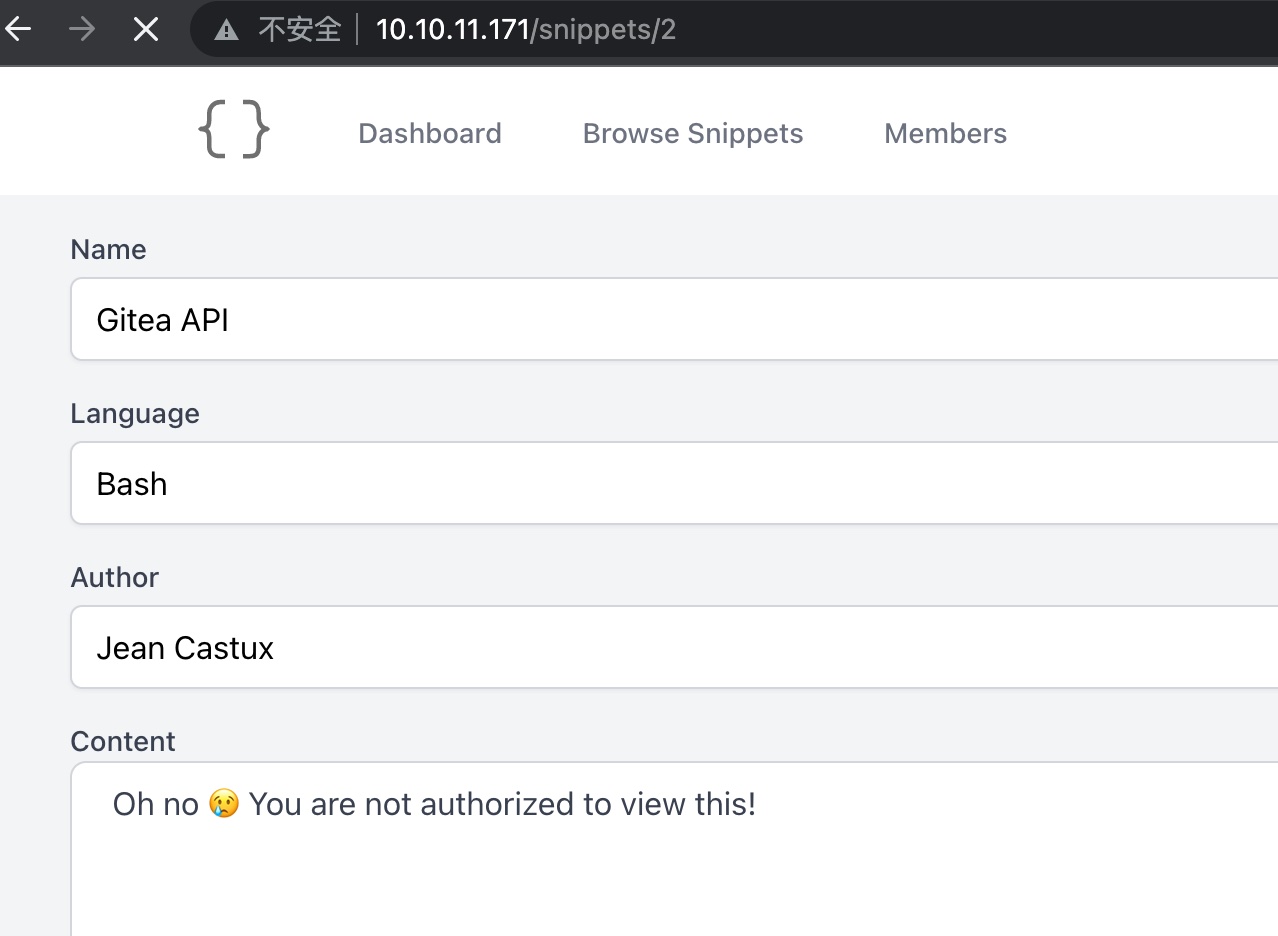 不安全 10.10.11.171/snippets/2
{ } Dashboard Browse Snippets Members
Name
Gitea API
Language
Bash
Author
Jean Castux
Content
Oh no 😢 You are not authorized to view this!